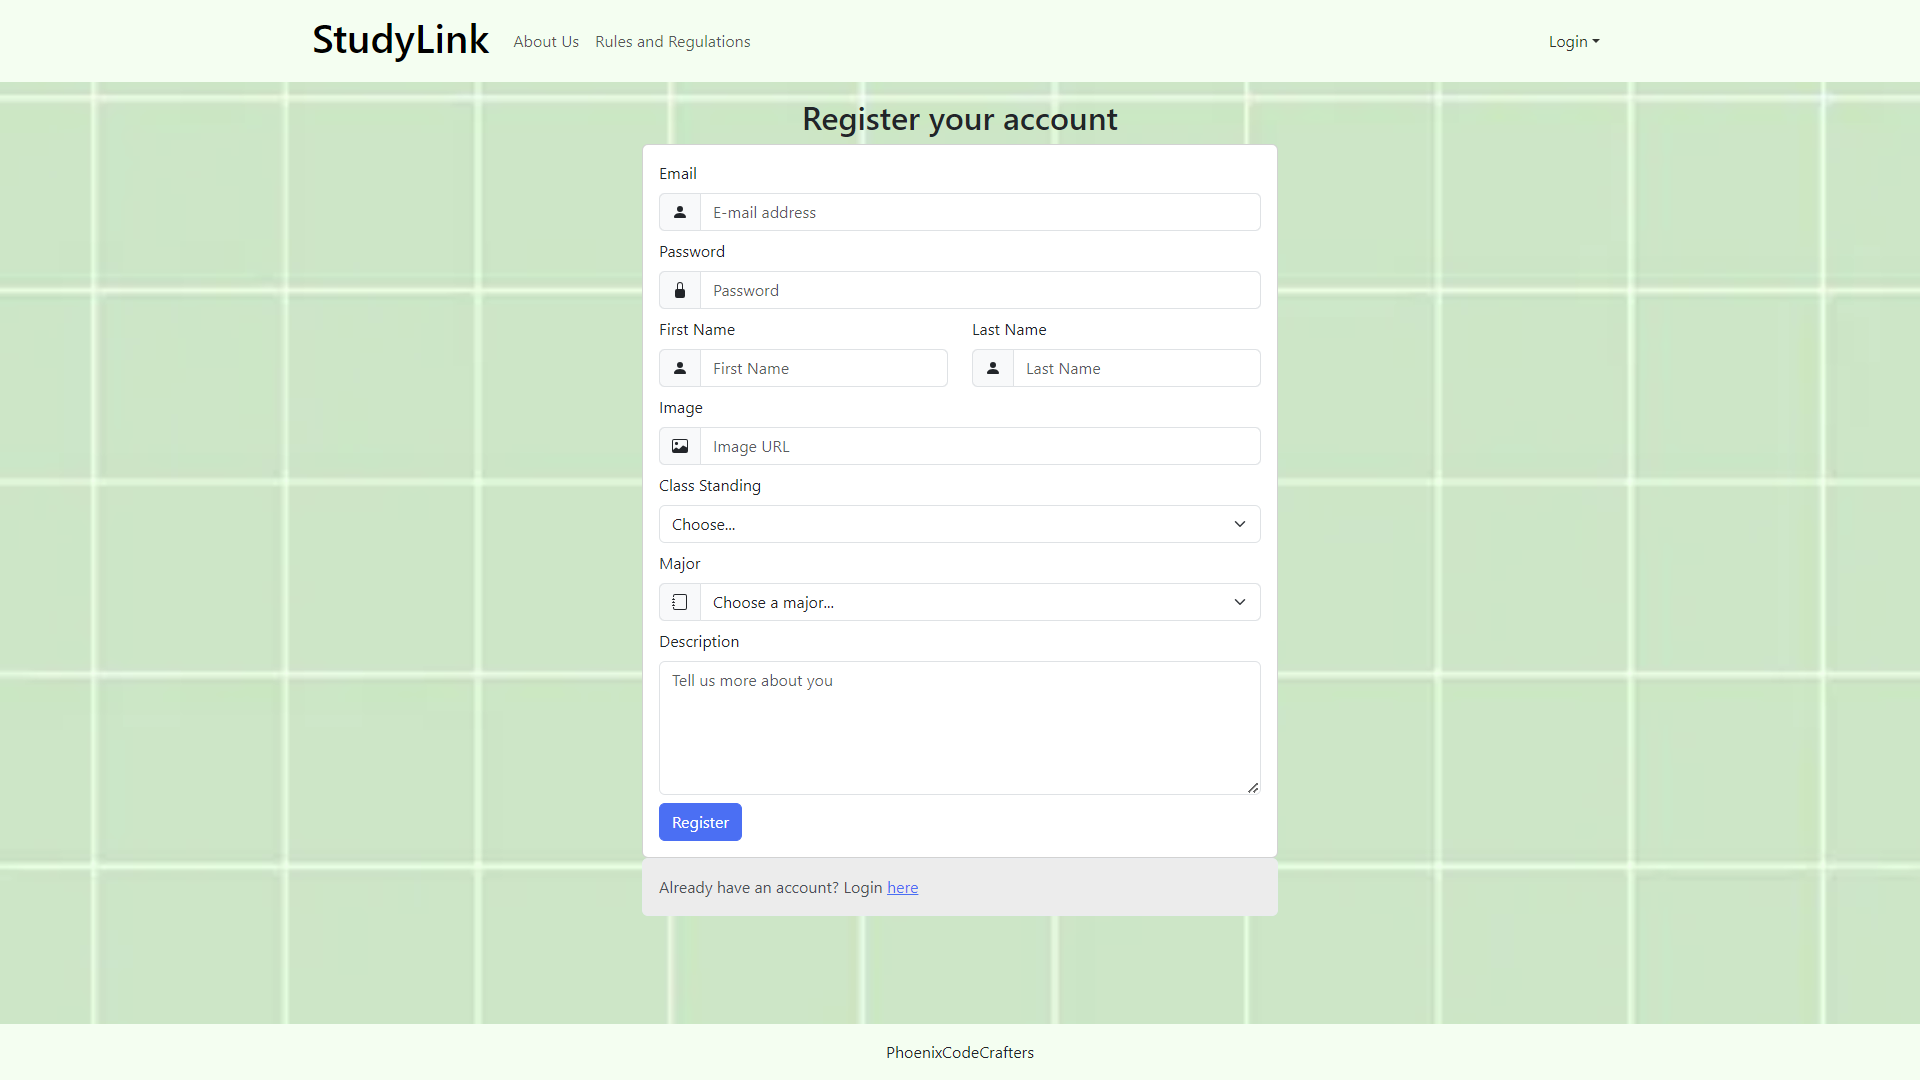 StudyLink About Us Rules and Regulations Login
Register your account
Email
E-mail address
Password
Password
First Name Last Name
First Name Last Name
Image
Image URL
Class Standing
Choose...
Major
Choose a major...
Description
Tell us more about you
Register
Already have an account? Login here
PhoenixCodeCrafters